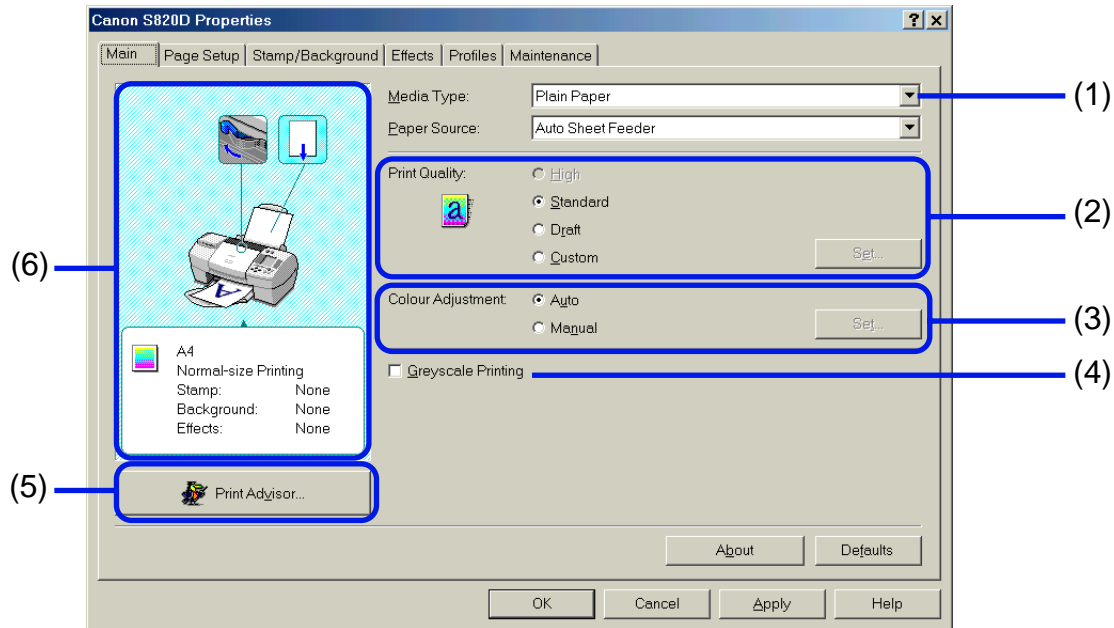 Canon S820D Properties
Main Page Setup Stamp/Background Effects Profiles Maintenance
Media Type: Plain Paper (1)
Paper Source: Auto Sheet Feeder
Print Quality: High
Standard (2)
Draft
Custom Set...
(6)
Colour Adjustment: Auto
Manual Set... (3)
Greyscale Printing (4)
A4
Normal-size Printing
Stamp: None
Background: None
Effects: None
(5) Print Advisor...
About Defaults
OK Cancel Apply Help